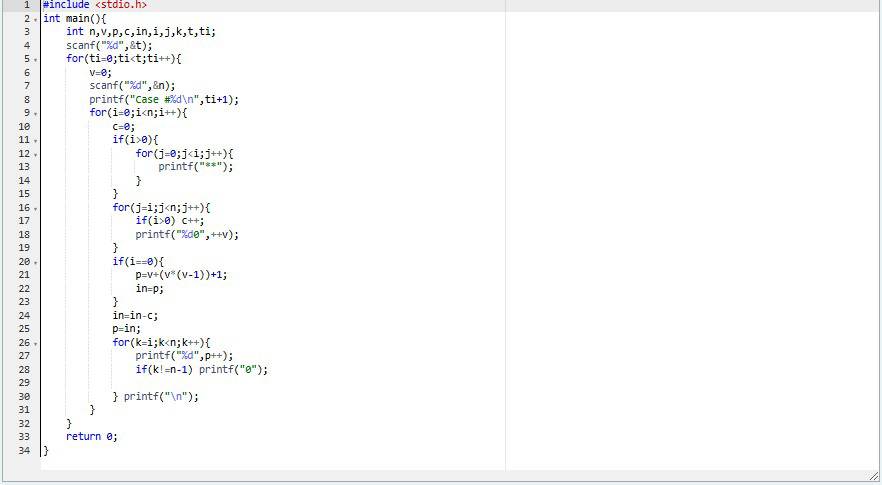 1 #include <stdio.h>
2 int main(){
3 int n,v,p,c,in,i,j,k,t,ti;
4 scanf("%d",&t);
5 for(ti=0;ti<t;ti++){
6 v=0;
7 scanf("%d",&n);
8 printf("Case #%d\n",ti+1);
9 for(i=0;i<n;i++){
10 c=0;
11 if(i>0){
12 for(j=0;j<i;j++){
13 printf("**");
14 }
15 }
16 for(j=i;j<n;j++){
17 if(i>0) c++;
18 printf("%d0",++v);
19 }
20 if(i==0){
21 p=v+(v*(v-1))+1;
22 in=p;
23 }
24 in=in-c;
25 p=in;
26 for(k=i;k<n;k++){
27 printf("%d",p++);
28 if(k!=n-1) printf("0");
29
30 } printf("\n");
31 }
32 }
33 return 0;
34 }